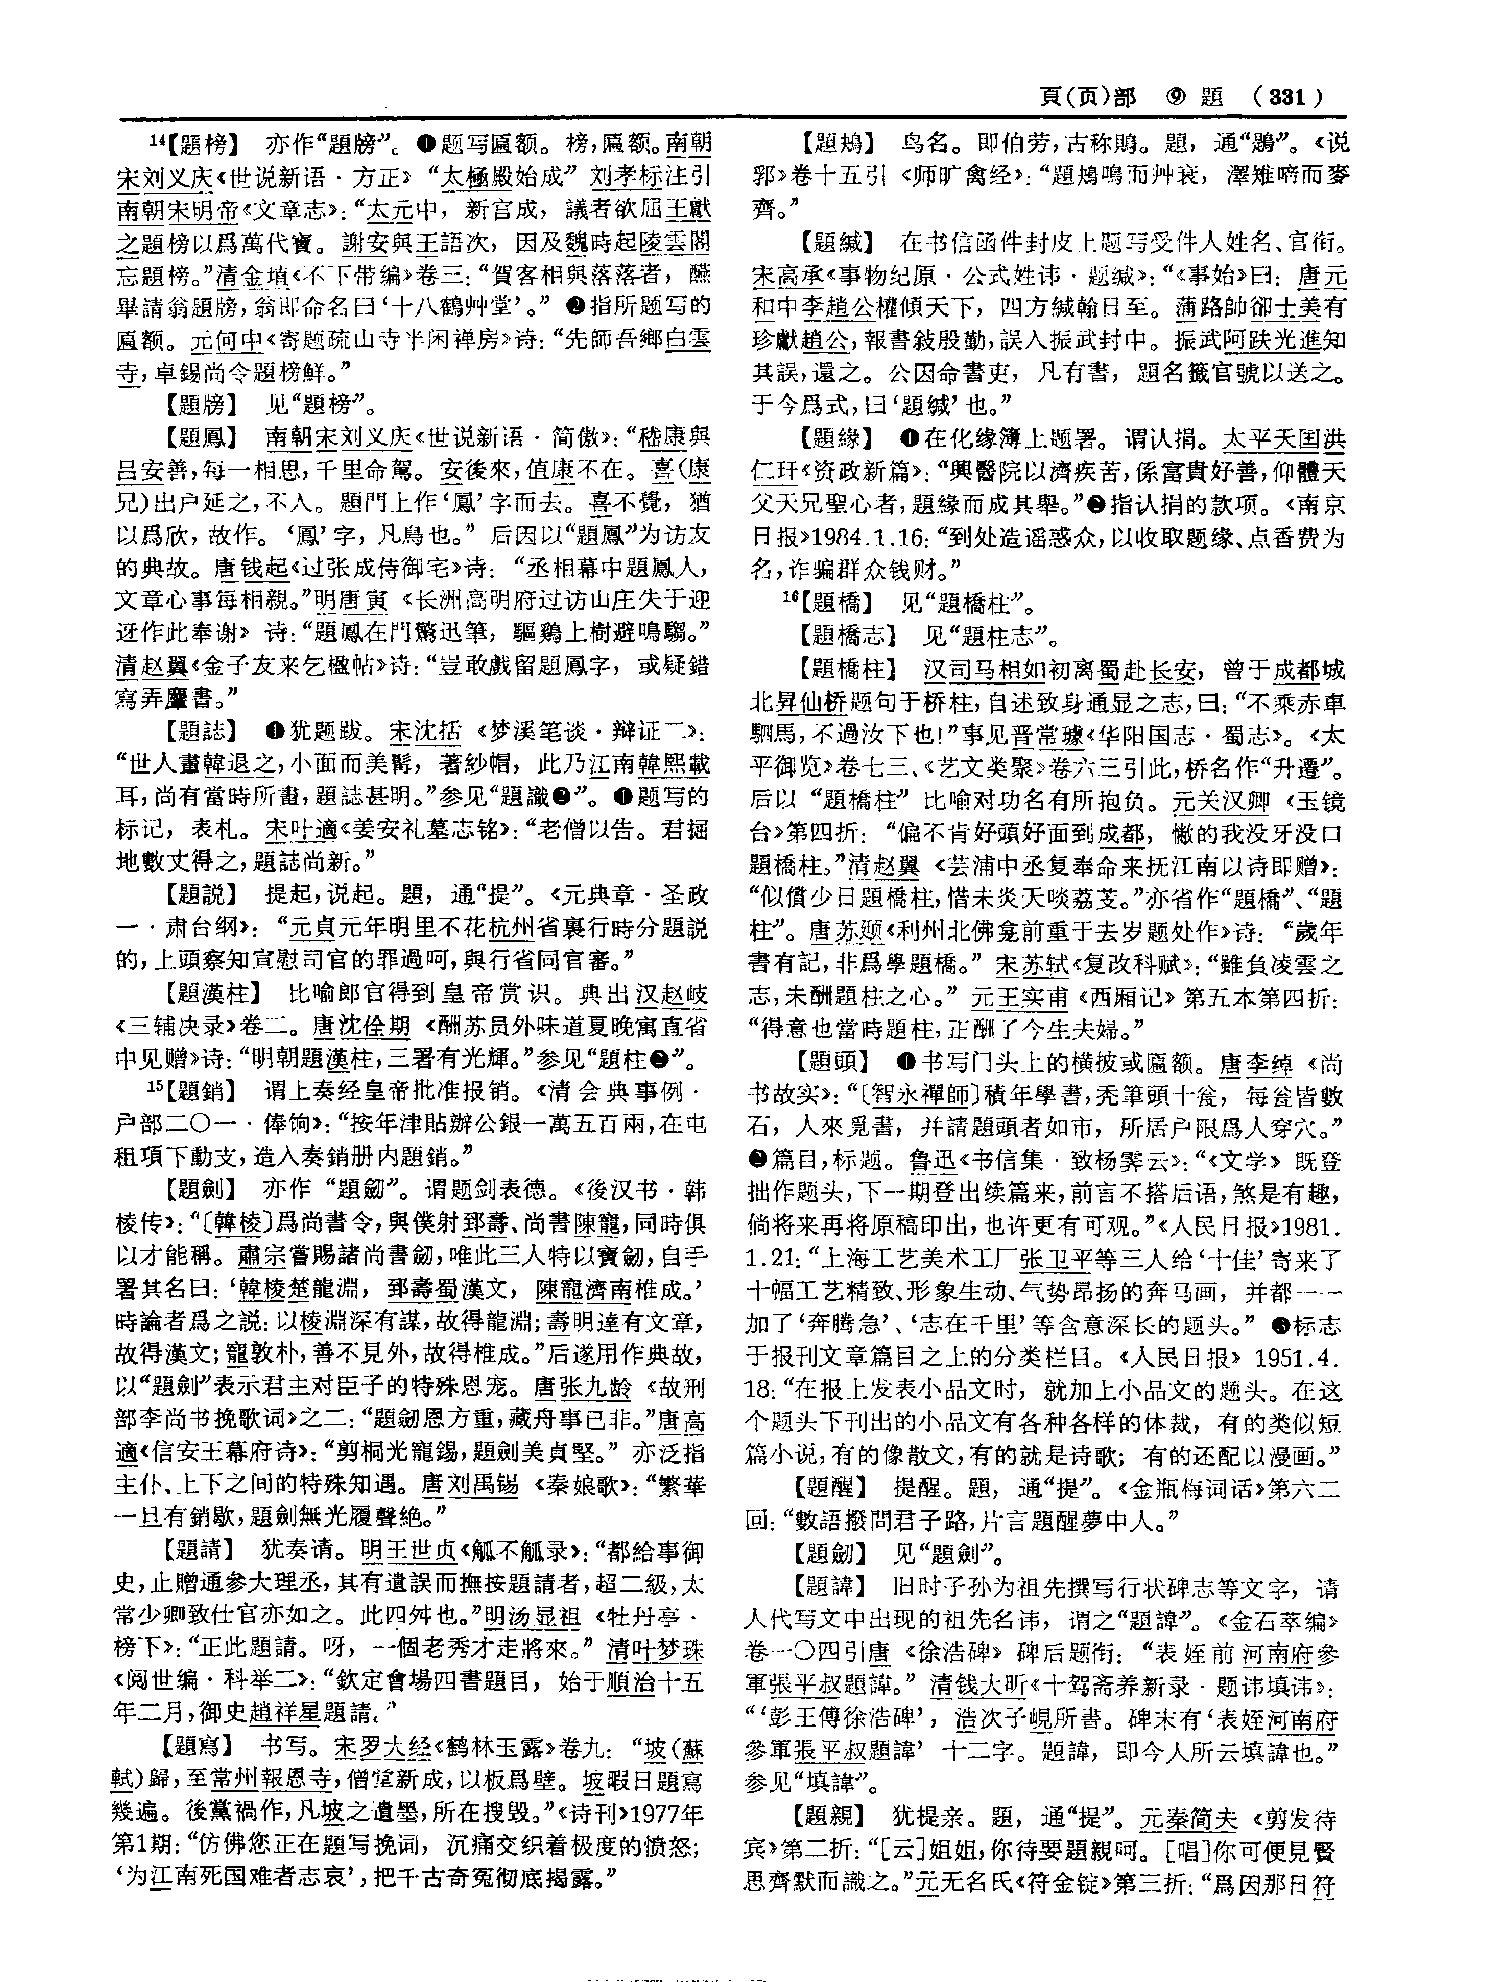 頁(页)部 ⑨ 題 (331)
14【題榜】 亦作“題牓”。❶题写匾额。榜,匾额。南朝
宋刘义庆《世说新语·方正》“太極殿始成”刘孝标注引
南朝宋明帝《文章志》:“太元中,新宫成,議者欲屈王獻
之題榜以爲萬代寶。謝安與王語次,因及魏時起陵雲閣
忘題榜。”清金埴《不下带编》卷三:“賀客相與落落者,醼
畢請翁題牓,翁即命名曰‘十八鶴艸堂’。”❷指所题写的
匾额。元何中《寄题疏山寺半闲禅房》诗:“先師吾鄉白雲
寺,卓錫尚令題榜鮮。”
【題牓】 见“題榜”。
【題鳳】 南朝宋刘义庆《世说新语·简傲》:“嵇康與
吕安善,每一相思,千里命駕。安後來,值康不在。喜(康
兄)出户延之,不入。題門上作‘鳳’字而去。喜不覺,猶
以爲欣,故作。‘鳳’字,凡鳥也。”后因以“題鳳”为访友
的典故。唐钱起《过张成侍御宅》诗:“丞相幕中題鳳人,
文章心事每相親。”明唐寅《长洲高明府过访山庄失于迎
迓作此奉谢》诗:“題鳳在門慚迅筆,驅鷄上樹避鳴騶。”
清赵翼《金子友来乞楹帖》诗:“豈敢戲留題鳳字,或疑錯
寫弄麞書。”
【題誌】 ❶犹题跋。宋沈括《梦溪笔谈·辩证二》:
“世人畫韓退之,小面而美髯,著紗帽,此乃江南韓熙載
耳,尚有當時所畫,題誌甚明。”参见“題識❷”。❶题写的
标记,表札。宋叶適《姜安礼墓志铭》:“老僧以告。君掘
地數丈得之,題誌尚新。”
【題説】 提起,说起。題,通“提”。《元典章·圣政
一·肃台纲》:“元貞元年明里不花杭州省裏行時分題説
的,上頭察知宣慰司官的罪過呵,與行省同官審。”
【題漢柱】 比喻郎官得到皇帝赏识。典出汉赵岐
《三辅决录》卷二。唐沈佺期《酬苏员外味道夏晚寓直省
中见赠》诗:“明朝題漢柱,三署有光輝。”参见“題柱❷”。
15【題銷】 谓上奏经皇帝批准报销。《清会典事例·
户部二〇一·俸饷》:“按年津貼辦公銀一萬五百兩,在屯
租項下動支,造入奏銷册内題銷。”
【題劍】 亦作“題劒”。谓题剑表德。《後汉书·韩
棱传》:“〔韓棱〕爲尚書令,與僕射郅壽、尚書陳寵,同時俱
以才能稱。肅宗嘗賜諸尚書劒,唯此三人特以寶劒,自手
署其名曰:‘韓棱楚龍淵,郅壽蜀漢文,陳寵濟南椎成。’
時論者爲之説:以棱淵深有謀,故得龍淵;壽明達有文章,
故得漢文;寵敦朴,善不見外,故得椎成。”后遂用作典故,
以“題劍”表示君主对臣子的特殊恩宠。唐张九龄《故刑
部李尚书挽歌词》之二:“題劒恩方重,藏舟事已非。”唐高
適《信安王幕府诗》:“剪桐光寵錫,題劍美貞堅。”亦泛指
主仆、上下之间的特殊知遇。唐刘禹锡《秦娘歌》:“繁華
一旦有銷歇,題劍無光履聲絶。”
【題請】 犹奏请。明王世贞《觚不觚录》:“都給事御
史,止贈通參大理丞,其有遺誤而撫按題請者,超二級,太
常少卿致仕官亦如之。此四舛也。”明汤显祖《牡丹亭·
榜下》:“正此題請。呀,一個老秀才走將來。”清叶梦珠
《阅世编·科举二》:“欽定會場四書題目,始于順治十五
年二月,御史趙祥星題請。”
【題寫】 书写。宋罗大经《鹤林玉露》卷九:“坡(蘇
軾)歸,至常州報恩寺,僧堂新成,以板爲壁。坡暇日題寫
幾遍。後黨禍作,凡坡之遺墨,所在搜毁。”《诗刊》1977年
第1期:“仿佛您正在题写挽词,沉痛交织着极度的愤怒;
‘为江南死国难者志哀’,把千古奇冤彻底揭露。”
【題鴂】 鸟名。即伯劳,古称鵙。題,通“鶗”。《说
郛》卷十五引《师旷禽经》:“題鴂鳴而艸衰,澤雉啼而麥
齊。”
【題缄】 在书信函件封皮上题写受件人姓名、官衔。
宋高承《事物纪原·公式姓讳·题缄》:“《事始》曰:唐元
和中李趙公權傾天下,四方緘翰日至。蒲路帥郤士美有
珍獻趙公,報書敍殷勤,誤入振武封中。振武阿跌光進知
其誤,還之。公因命書吏,凡有書,題名籤官號以送之。
于今爲式,曰‘題缄’也。”
【題緣】 ❶在化缘簿上题署。谓认捐。太平天国洪
仁玕《资政新篇》:“興醫院以濟疾苦,係富貴好善,仰體天
父天兄聖心者,題緣而成其舉。”❷指认捐的款项。《南京
日报》1984.1.16:“到处造谣惑众,以收取题缘、点香费为
名,诈骗群众钱财。”
16【題橋】 见“題橋柱”。
【題橋志】 见“題柱志”。
【題橋柱】 汉司马相如初离蜀赴长安,曾于成都城
北昇仙桥题句于桥柱,自述致身通显之志,曰:“不乘赤車
駟馬,不過汝下也!”事见晋常璩《华阳国志·蜀志》。《太
平御览》卷七三、《艺文类聚》卷六三引此,桥名作“升遷”。
后以“題橋柱”比喻对功名有所抱负。元关汉卿《玉镜
台》第四折:“偏不肯好頭好面到成都,憋的我没牙没口
題橋柱。”清赵翼《芸浦中丞复奉命来抚江南以诗即赠》:
“似儹少日題橋柱,惜未炎天啖荔芰。”亦省作“題橋”、“題
柱”。唐苏颋《利州北佛龛前重于去岁题处作》诗:“歲年
書有記,非爲學題橋。”宋苏轼《复改科赋》:“雖負凌雲之
志,未酬題柱之心。”元王实甫《西厢记》第五本第四折:
“得意也當時題柱,正酬了今生夫婦。”
【題頭】 ❶书写门头上的横披或匾额。唐李绰《尚
书故实》:“〔智永禪師〕積年學書,秃筆頭十瓮,每瓮皆數
石,人來覓書,并請題頭者如市,所居户限爲人穿穴。”
❷篇目,标题。鲁迅《书信集·致杨霁云》:“《文学》既登
拙作题头,下一期登出续篇来,前言不搭后语,煞是有趣,
倘将来再将原稿印出,也许更有可观。”《人民日报》1981.
1.21:“上海工艺美术工厂张卫平等三人给‘十佳’寄来了
十幅工艺精致、形象生动、气势昂扬的奔马画,并都一一
加了‘奔腾急’、‘志在千里’等含意深长的题头。”❸标志
于报刊文章篇目之上的分类栏目。《人民日报》1951.4.
18:“在报上发表小品文时,就加上小品文的题头。在这
个题头下刊出的小品文有各种各样的体裁,有的类似短
篇小说,有的像散文,有的就是诗歌;有的还配以漫画。”
【題醒】 提醒。題,通“提”。《金瓶梅词话》第六二
回:“數語撥開君子路,片言題醒夢中人。”
【題劒】 见“題劍”。
【題諱】 旧时子孙为祖先撰写行状碑志等文字,请
人代写文中出现的祖先名讳,谓之“題諱”。《金石萃编》
卷一〇四引唐《徐浩碑》碑后题衔:“表姪前河南府參
軍張平叔題諱。”清钱大昕《十驾斋养新录·题讳填讳》:
“‘彭王傅徐浩碑’,浩次子峴所書。碑末有‘表姪河南府
參軍張平叔題諱’十二字。題諱,即今人所云填諱也。”
参见“填諱”。
【題親】 犹提亲。題,通“提”。元秦简夫《剪发待
宾》第二折:“[云]姐姐,你待要題親呵。[唱]你可便見賢
思齊默而識之。”元无名氏《符金锭》第三折:“爲因那日符